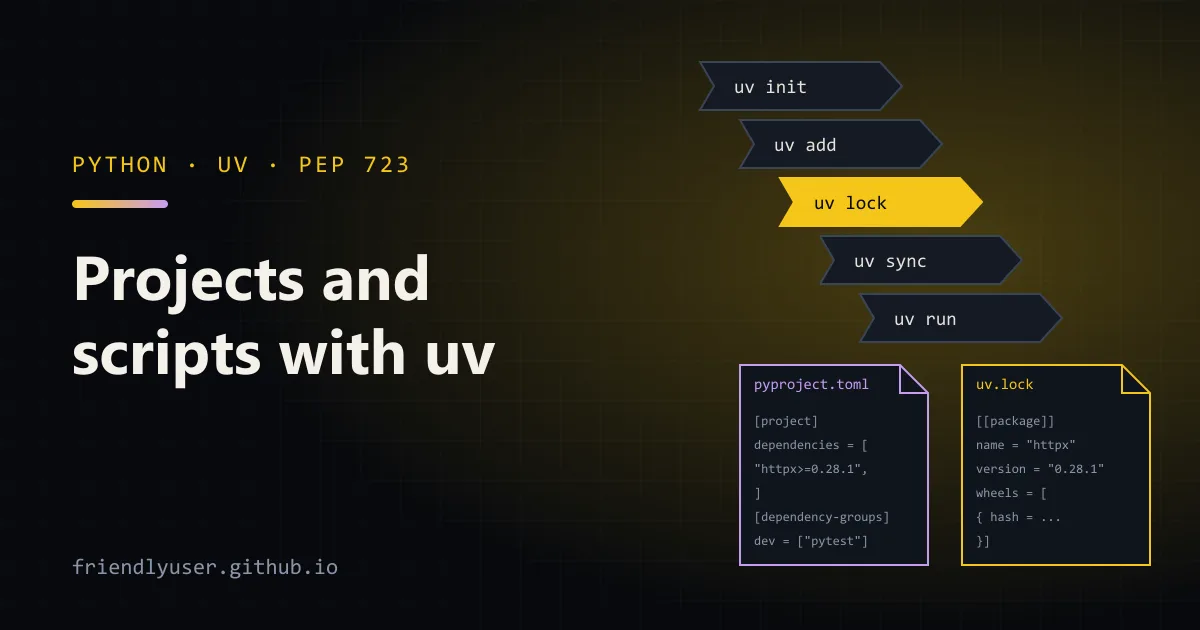 PYTHON · UV · PEP 723
Projects and
scripts with uv
friendlyuser.github.io
uv init
uv add
uv lock
uv sync
uv run
pyproject.toml
[project]
dependencies = [
"httpx>=0.28.1",
]
[dependency-groups]
dev = ["pytest"]
uv.lock
[[package]]
name = "httpx"
version = "0.28.1"
wheels = [
{ hash = ...
}]